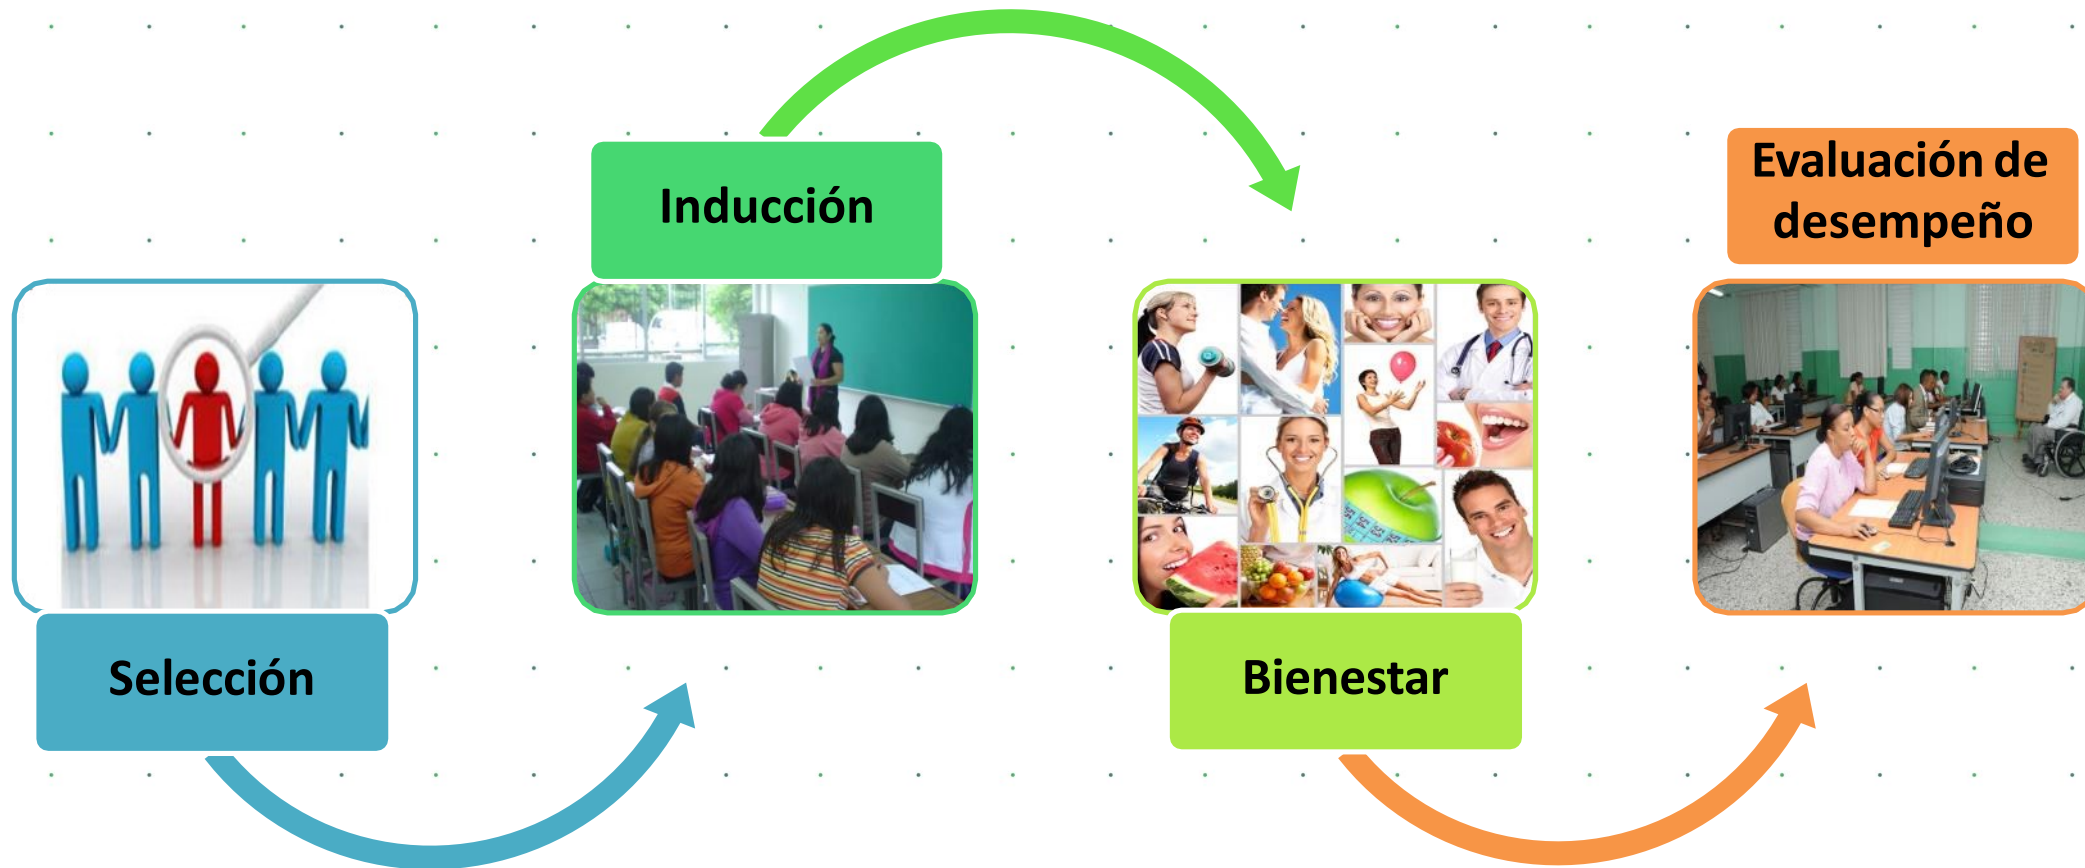 Selección
Inducción
Bienestar
Evaluación de
desempeño